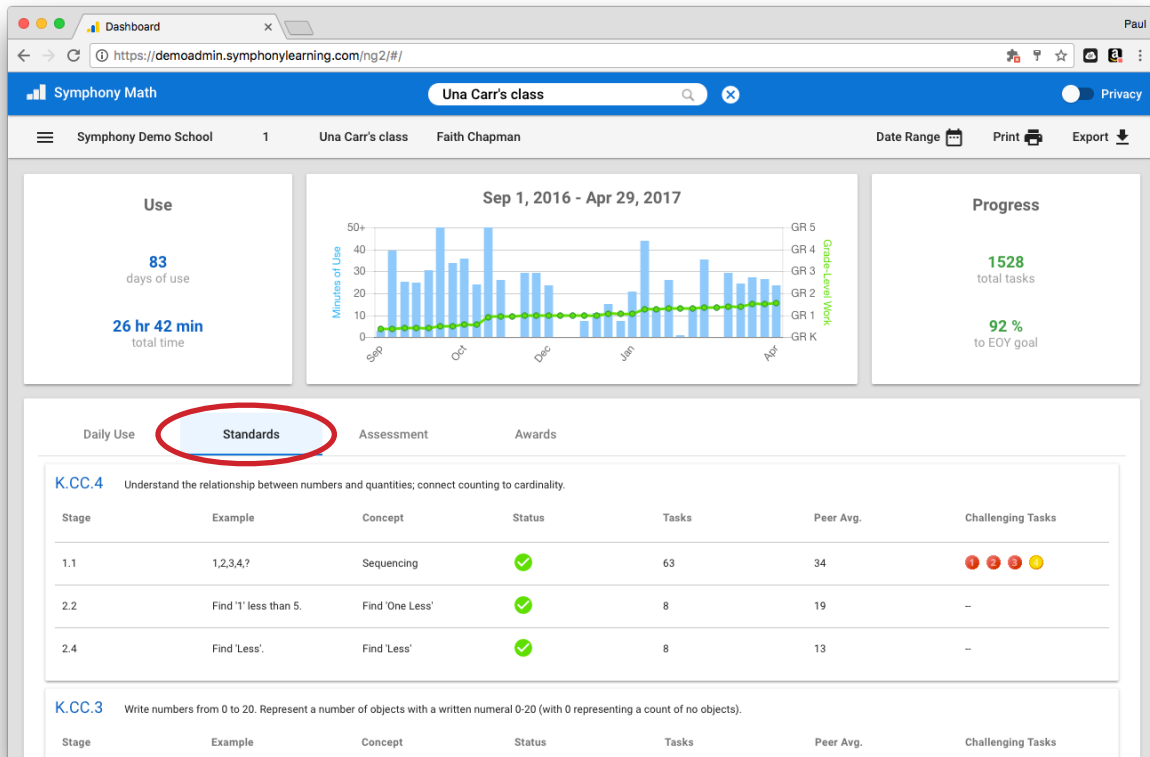 Dashboard
Paul
https://demoadmin.symphonylearning.com/ng2/#/
Symphony Math
Una Carr's class
Privacy
Symphony Demo School 1 Una Carr's class Faith Chapman Date Range Print Export
Use
83
days of use
26 hr 42 min
total time
Sep 1, 2016 - Apr 29, 2017
Minutes of Use
50+
40
30
20
10
0
GR 5
GR 4
GR 3
GR 2
GR 1
GR K
Grade-Level Work
Sep Oct Dec Jan Apr
Progress
1528
total tasks
92 %
to EOY goal
Daily Use Standards Assessment Awards
K.CC.4 Understand the relationship between numbers and quantities; connect counting to cardinality.
Stage Example Concept Status Tasks Peer Avg. Challenging Tasks
1.1 1,2,3,4,? Sequencing 63 34 1 2 3 4
2.2 Find '1' less than 5. Find 'One Less' 8 19 --
2.4 Find 'Less'. Find 'Less' 8 13 --
K.CC.3 Write numbers from 0 to 20. Represent a number of objects with a written numeral 0-20 (with 0 representing a count of no objects).
Stage Example Concept Status Tasks Peer Avg. Challenging Tasks